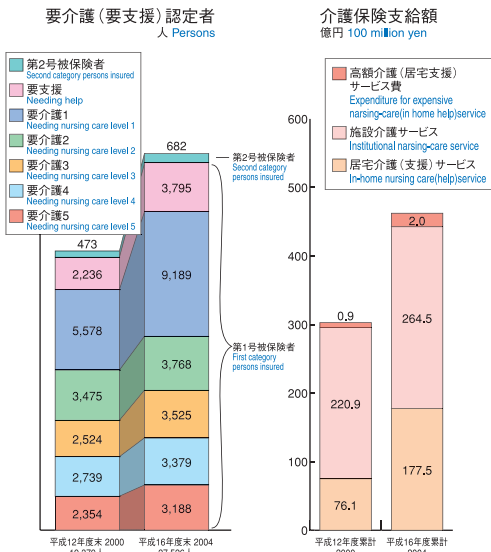 要介護(要支援)認定者
人 Persons
第2号被保険者
Second category persons insured
要支援
Needing help
要介護1
Needing nursing care level 1
要介護2
Needing nursing care level 2
要介護3
Needing nursing care level 3
要介護4
Needing nursing care level 4
要介護5
Needing nursing care level 5
473
2,236
5,578
3,475
2,524
2,739
2,354
682
3,795
9,189
3,768
3,525
3,379
3,188
第2号被保険者
Second category
persons insured
第1号被保険者
First category
persons insured
平成12年度末 2000
平成16年度末 2004
介護保険支給額
億円 100 million yen
高額介護(居宅支援)
サービス費
Expenditure for expensive
narsing-care(in home help)service
施設介護サービス
Institutional narsing-care service
居宅介護(支援)サービス
In-home nursing care(help)service
600
500
400
300
200
100
0
0.9
220.9
76.1
2.0
264.5
177.5
平成12年度累計
平成16年度累計